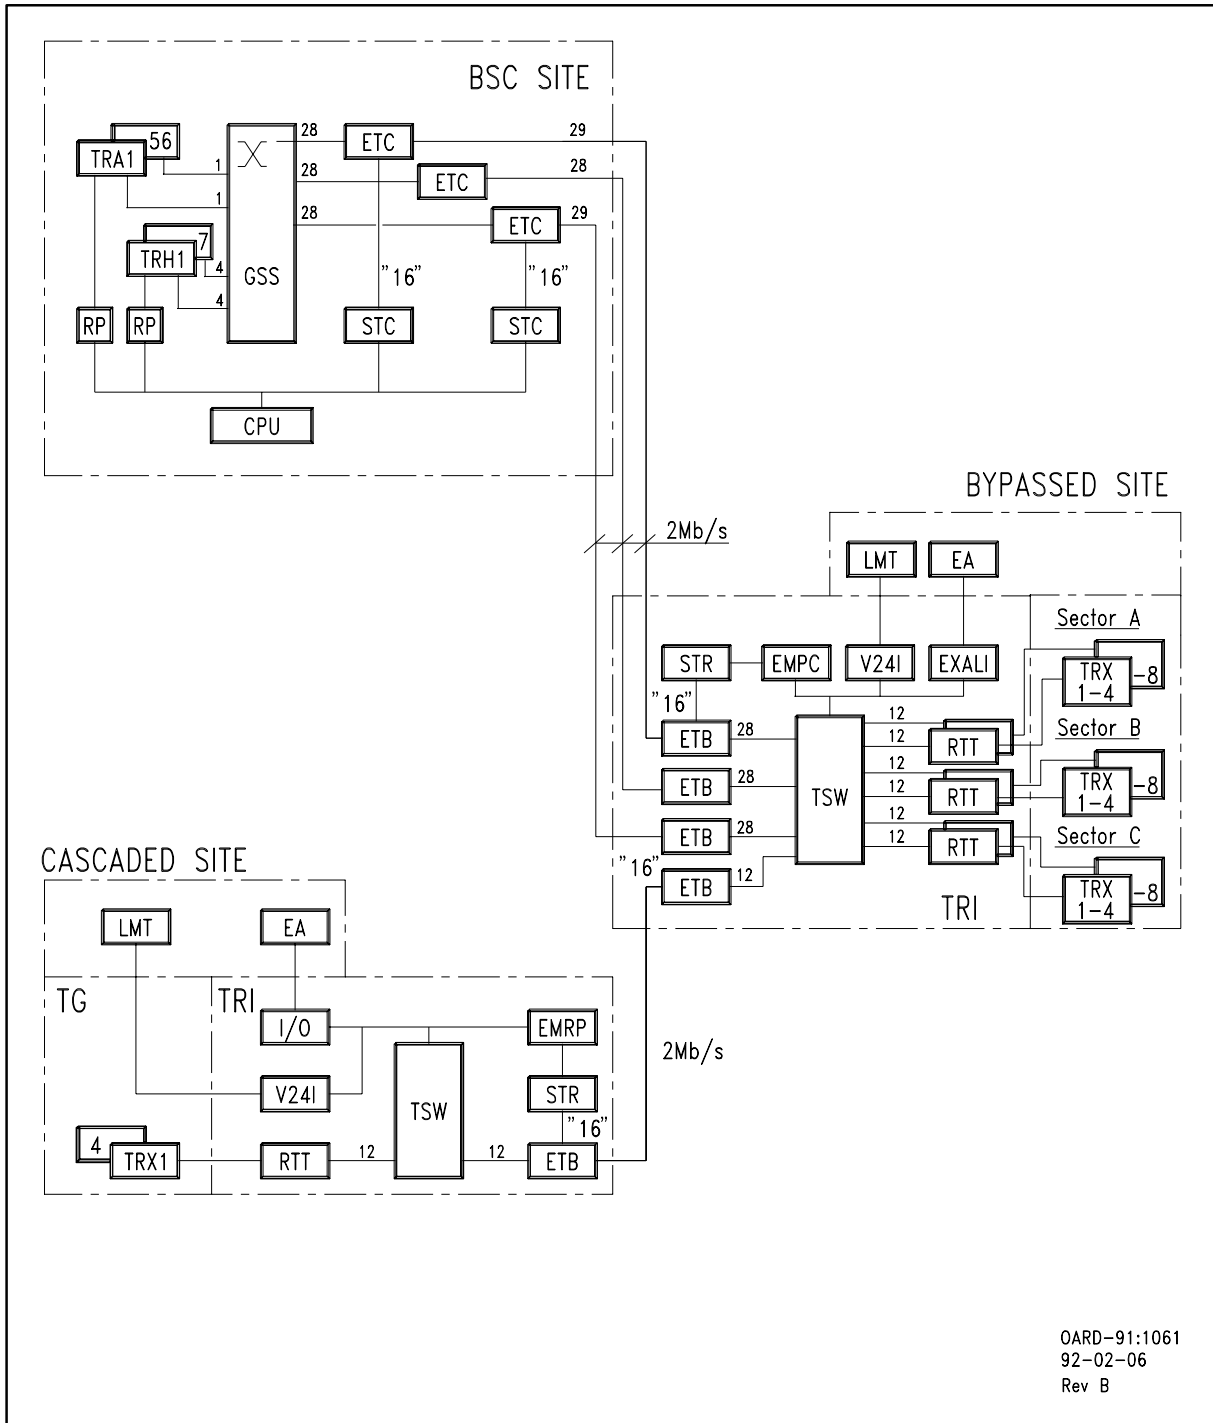 BSC SITE
56
TRA1
1
1
7
TRH1
4
4
GSS
28
ETC
29
28
ETC
28
28
ETC
29
"16"
"16"
RP
RP
STC
STC
CPU
2Mb/s
BYPASSED SITE
LMT
EA
Sector A
STR
EMPC
V24I
EXALI
TRX
1-4
-8
"16"
ETB
28
TSW
12
12
RTT
Sector B
ETB
28
12
12
RTT
TRX
1-4
-8
ETB
28
12
12
RTT
Sector C
"16"
ETB
12
TRX
1-4
-8
TRI
CASCADED SITE
LMT
EA
TG
TRI
I/O
EMRP
2Mb/s
V24I
TSW
STR
"16"
4
TRX1
RTT
12
12
ETB
OARD-91:1061
92-02-06
Rev B